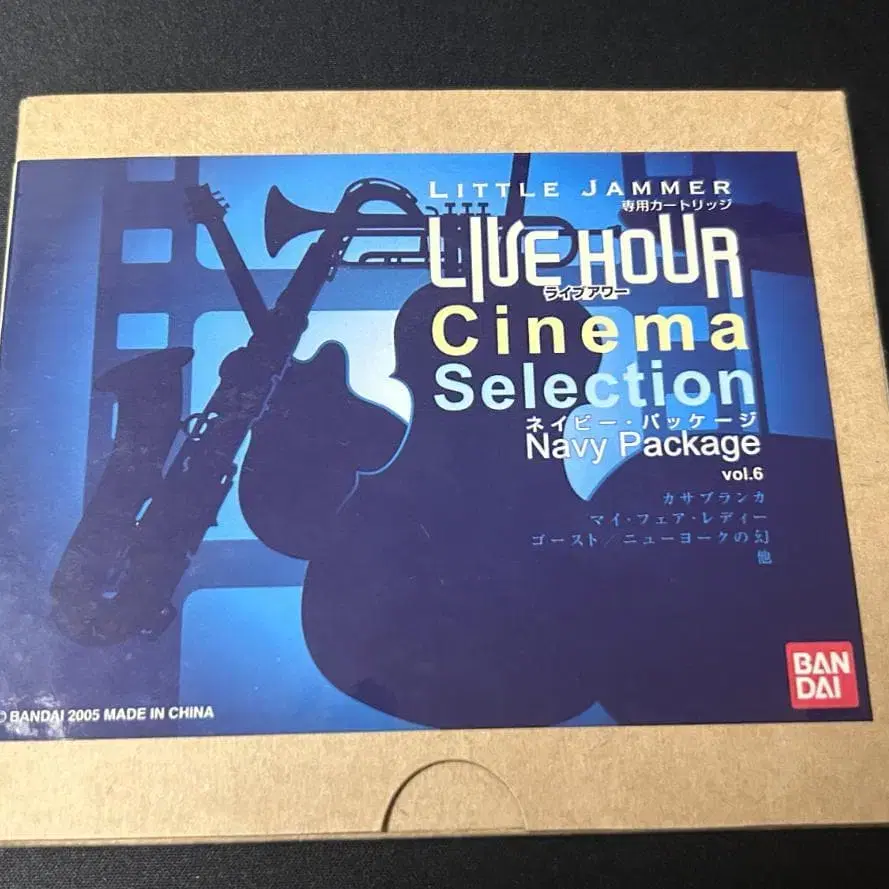 LITTLE JAMMER
専用カートリッジ
LIVE HOUR
ライブアワー
Cinema
Selection
ネイビー・パッケージ
Navy Package
vol.6
カサブランカ
マイ・フェア・レディー
ゴースト/ニューヨークの幻
他
BAN
DAI
© BANDAI 2005 MADE IN CHINA